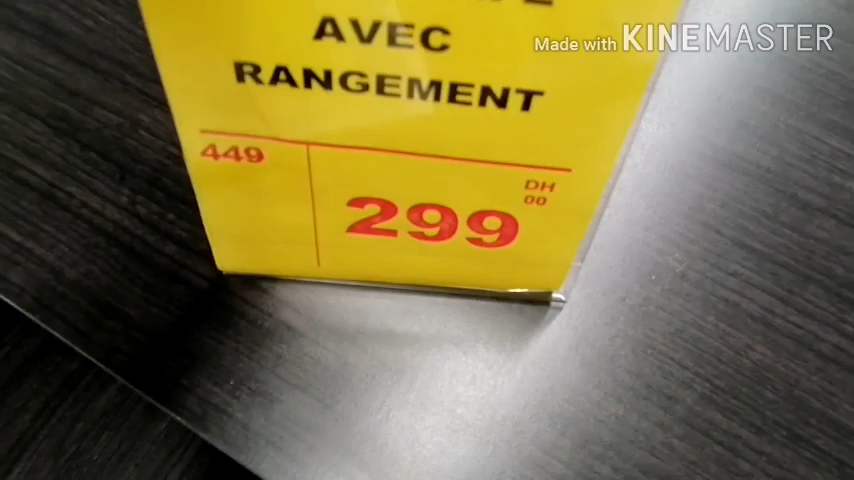 AVEC
RANGEMENT
449
299
DH
00
Made with KINEMASTER